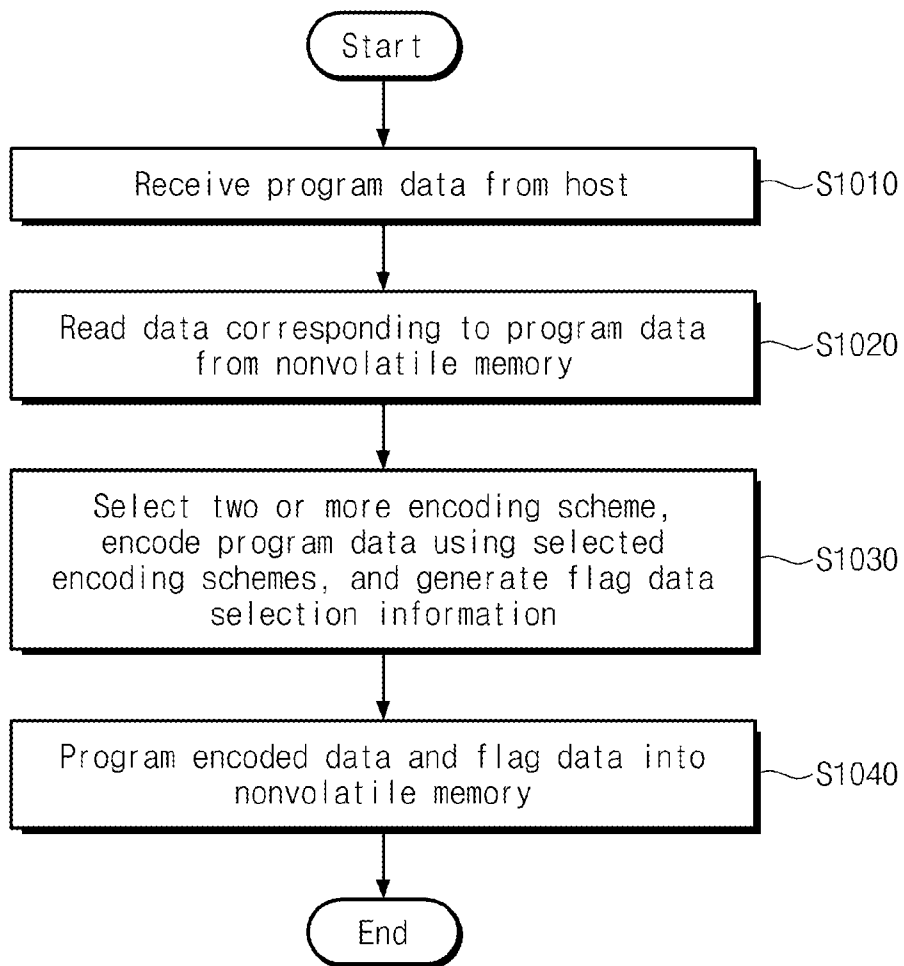 Start
Receive program data from host
S1010
Read data corresponding to program data
from nonvolatile memory
S1020
Select two or more encoding scheme,
encode program data using selected
encoding schemes, and generate flag data
selection information
S1030
Program encoded data and flag data into
nonvolatile memory
S1040
End